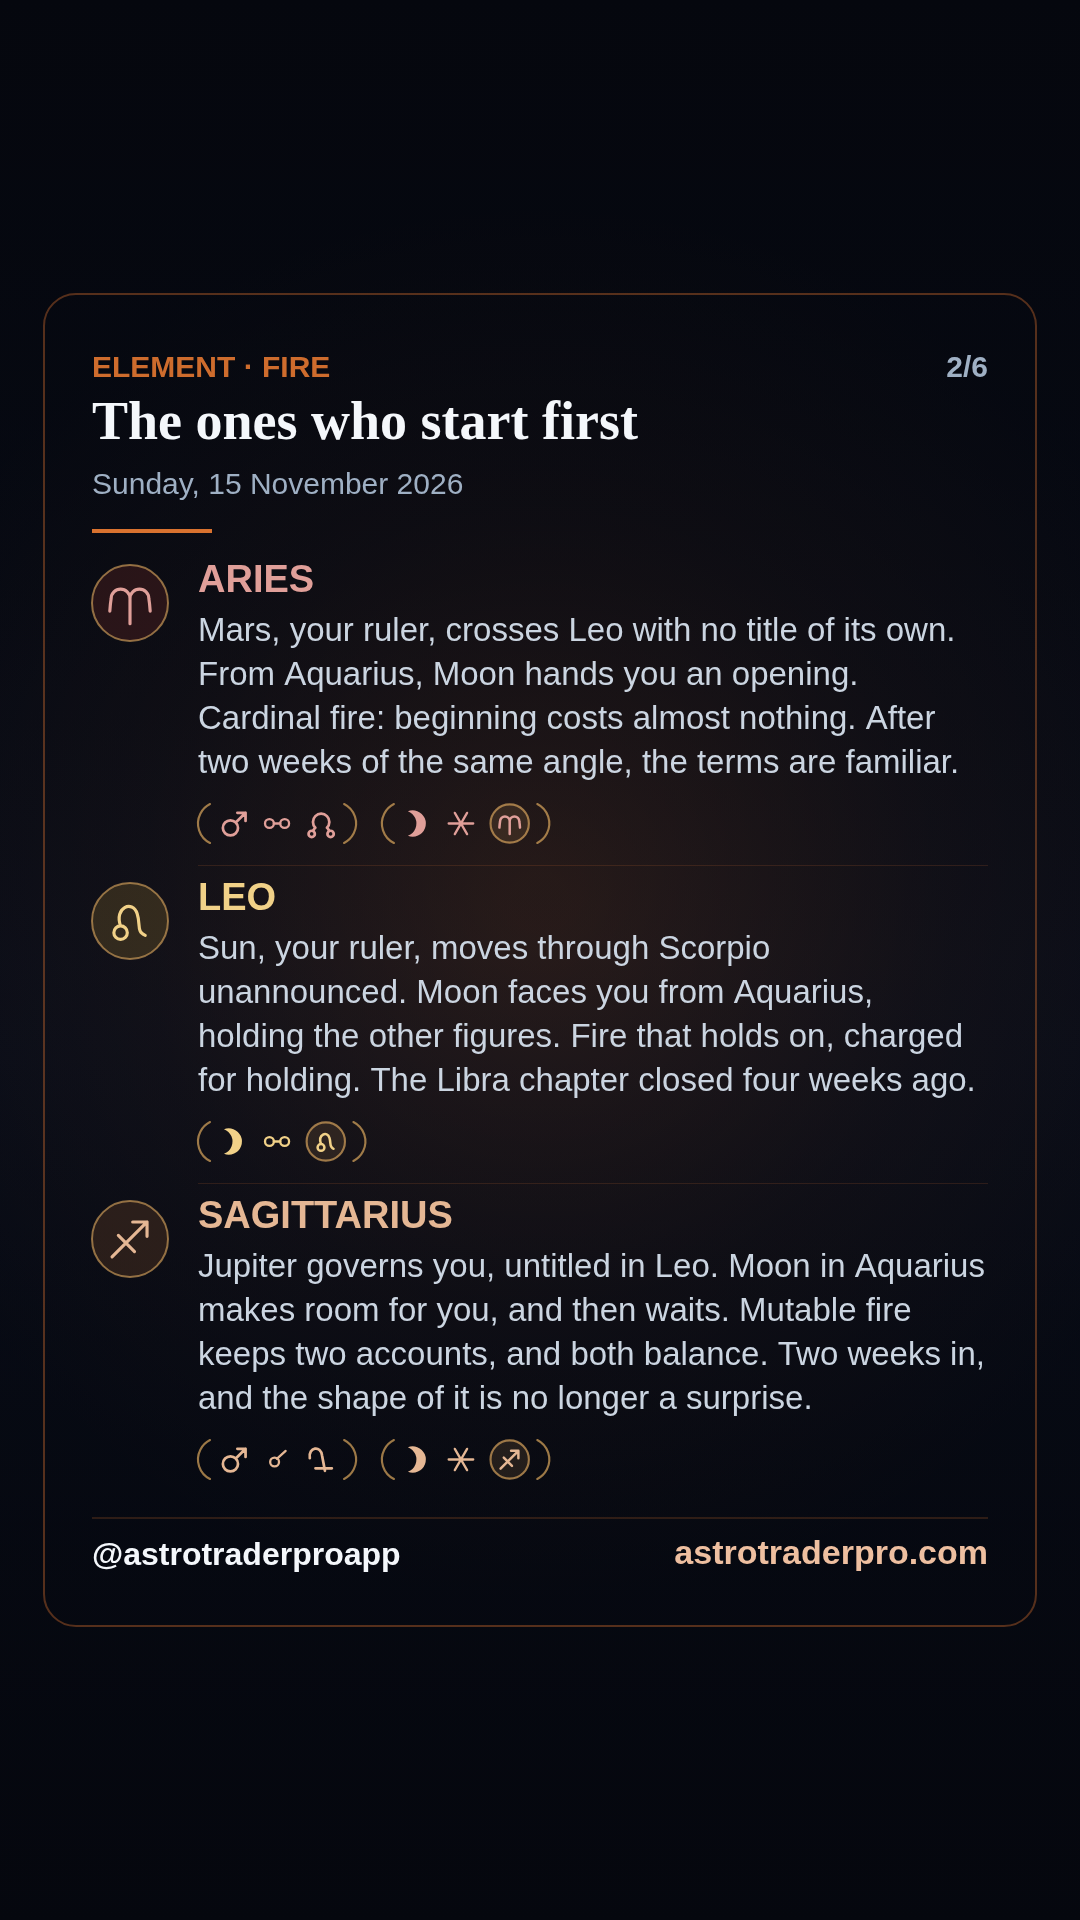 ELEMENT · FIRE
2/6
The ones who start first
Sunday, 15 November 2026
ARIES
Mars, your ruler, crosses Leo with no title of its own.
From Aquarius, Moon hands you an opening.
Cardinal fire: beginning costs almost nothing. After
two weeks of the same angle, the terms are familiar.
LEO
Sun, your ruler, moves through Scorpio
unannounced. Moon faces you from Aquarius,
holding the other figures. Fire that holds on, charged
for holding. The Libra chapter closed four weeks ago.
SAGITTARIUS
Jupiter governs you, untitled in Leo. Moon in Aquarius
makes room for you, and then waits. Mutable fire
keeps two accounts, and both balance. Two weeks in,
and the shape of it is no longer a surprise.
@astrotraderproapp
astrotraderpro.com